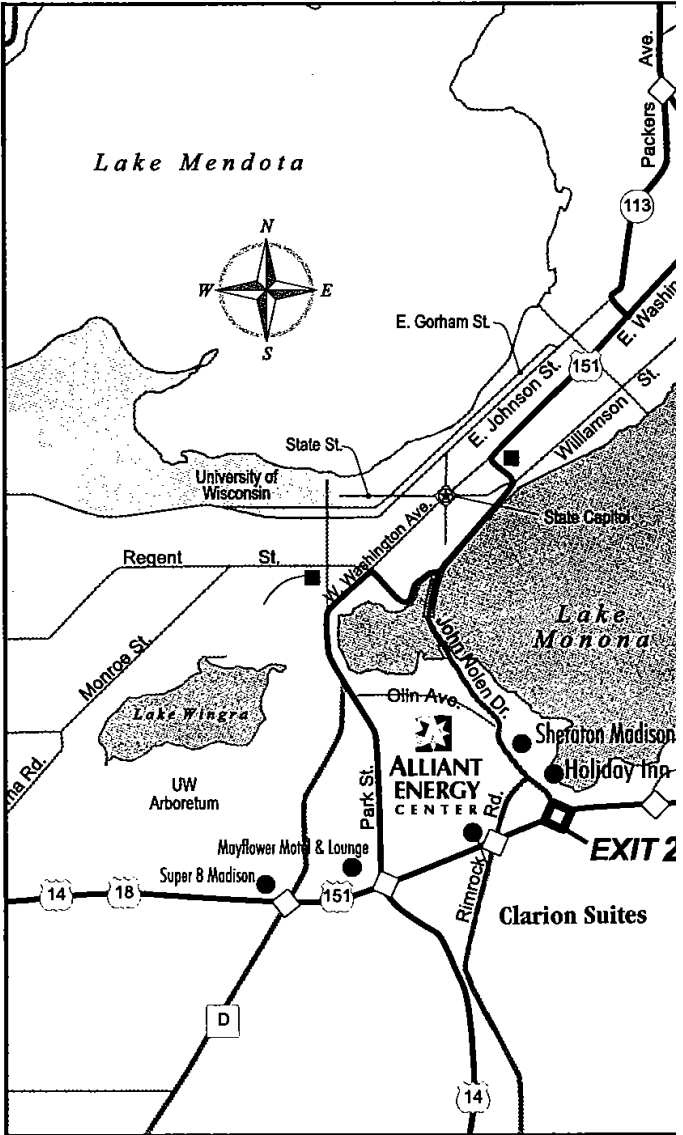 Packers Ave.
Lake Mendota
113
N
W
E
S
E. Gorham St.
E. Washin
151
E. Johnson St.
Williamson St.
State St.
University of
Wisconsin
State Capitol
W. Washington Ave.
Regent St.
Lake
Monona
Monroe St.
John Nolen Dr.
Olin Ave.
Lake Wingra
Sheraton Madison
ALLIANT
ENERGY
CENTER
Holiday Inn
UW
Arboretum
Park St.
Rimrock Rd.
Mayflower Motel & Lounge
EXIT 2
Super 8 Madison
14
18
151
Clarion Suites
D
14